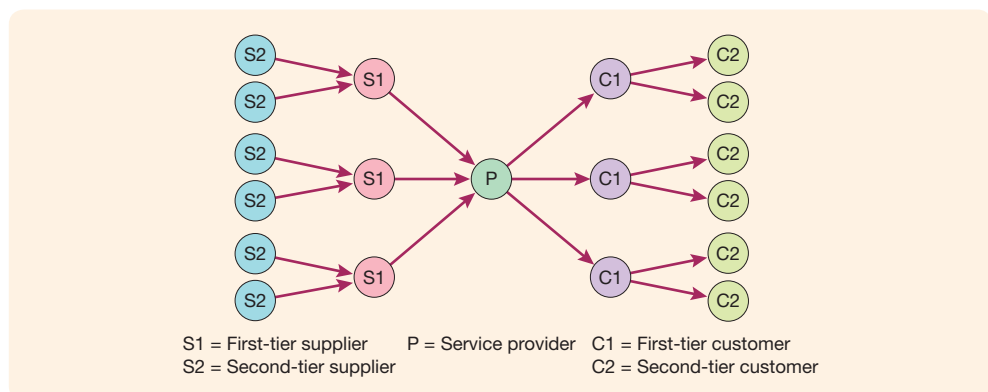 S2
S2
S1
S2
S2
S1
S2
S2
S1
P
C1
C2
C2
C1
C2
C2
C1
C2
C2
S1 = First-tier supplier P = Service provider C1 = First-tier customer
S2 = Second-tier supplier C2 = Second-tier customer